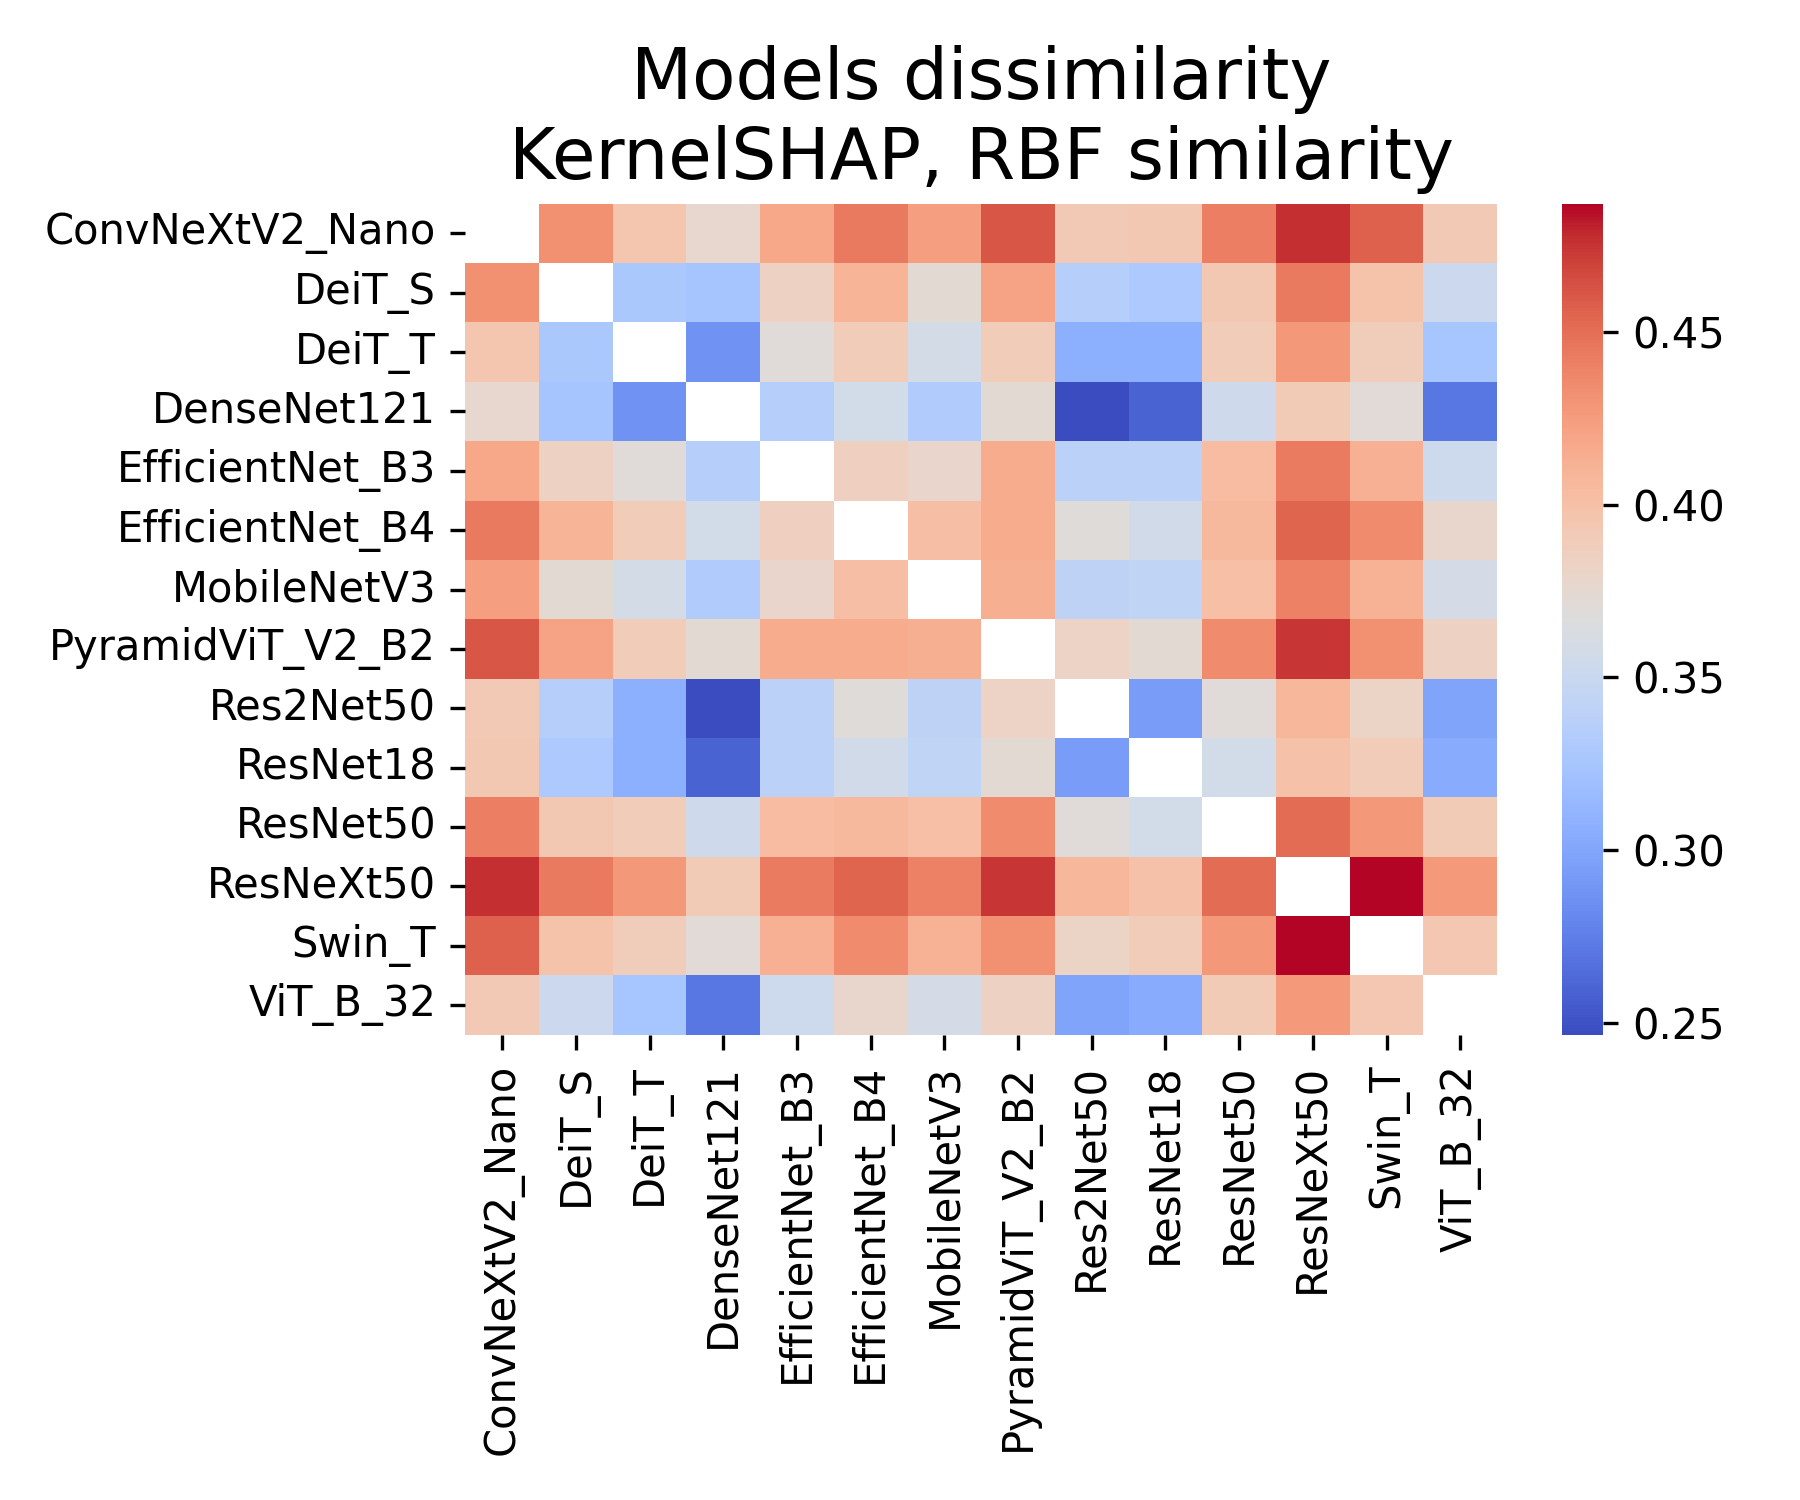 Models dissimilarity
KernelSHAP, RBF similarity
ConvNeXtV2_Nano
DeiT_S
DeiT_T
DenseNet121
EfficientNet_B3
EfficientNet_B4
MobileNetV3
PyramidViT_V2_B2
Res2Net50
ResNet18
ResNet50
ResNeXt50
Swin_T
ViT_B_32
ConvNeXtV2_Nano
DeiT_S
DeiT_T
DenseNet121
EfficientNet_B3
EfficientNet_B4
MobileNetV3
PyramidViT_V2_B2
Res2Net50
ResNet18
ResNet50
ResNeXt50
Swin_T
ViT_B_32
0.45
0.40
0.35
0.30
0.25